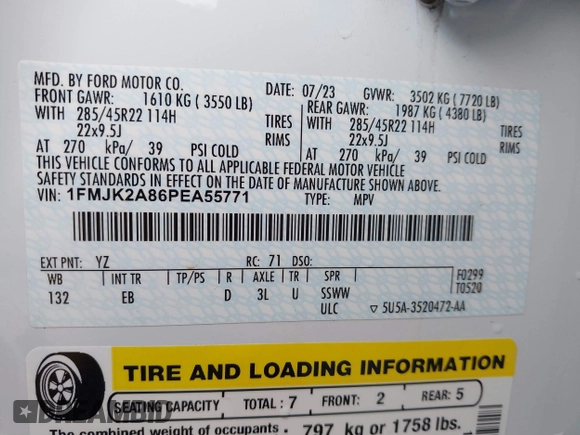 MFD. BY FORD MOTOR CO.
DATE: 07/23 GVWR: 3502 KG ( 7720 LB)
FRONT GAWR: 1610 KG ( 3550 LB)
REAR GAWR: 1987 KG ( 4380 LB)
WITH 285/45R22 114H TIRES
WITH 285/45R22 114H TIRES
22x9.5J RIMS
22x9.5J RIMS
AT 270 kPa/ 39 PSI COLD
AT 270 kPa/ 39 PSI COLD
THIS VEHICLE CONFORMS TO ALL APPLICABLE FEDERAL MOTOR VEHICLE
SAFETY STANDARDS IN EFFECT ON THE DATE OF MANUFACTURE SHOWN ABOVE.
VIN: 1FMJK2A86PEA55771 TYPE: MPV
EXT PNT: YZ RC: 71 DSO:
WB INT TR TP/PS R AXLE TR SPR
F0299
T0520
132 EB D 3L U SSWW
ULC ▽ 5U5A-3520472-AA
TIRE AND LOADING INFORMATION
SEATING CAPACITY TOTAL: 7 FRONT: 2 REAR: 5
The combined weight of occupants 797 kg or 1758 lbs.
DREAMBID